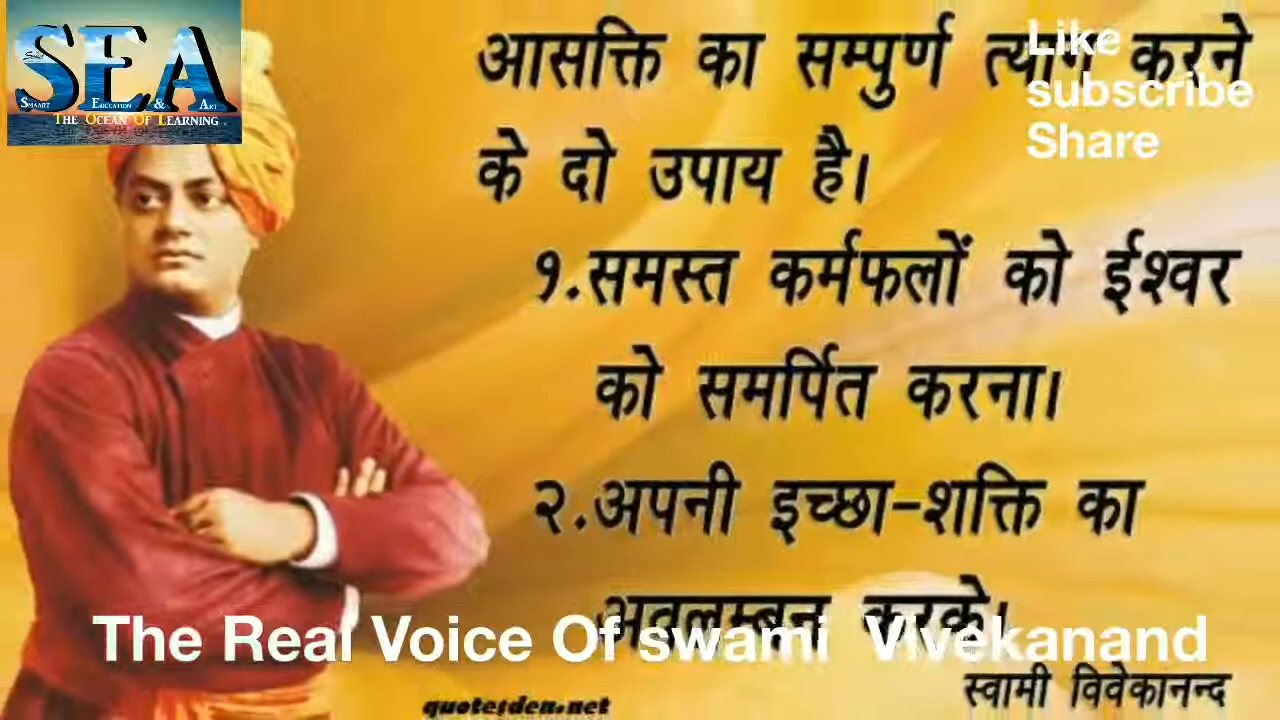 SEA
Smaart Education & Art
The Ocean Of Learning
आसक्ति का सम्पुर्ण त्याग करने
के दो उपाय है।
१.समस्त कर्मफलों को ईश्वर
को समर्पित करना।
२.अपनी इच्छा-शक्ति का
अवलम्बन करके।
स्वामी विवेकानन्द
Like
subscribe
Share
The Real Voice Of swami Vivekanand
quotesden.net